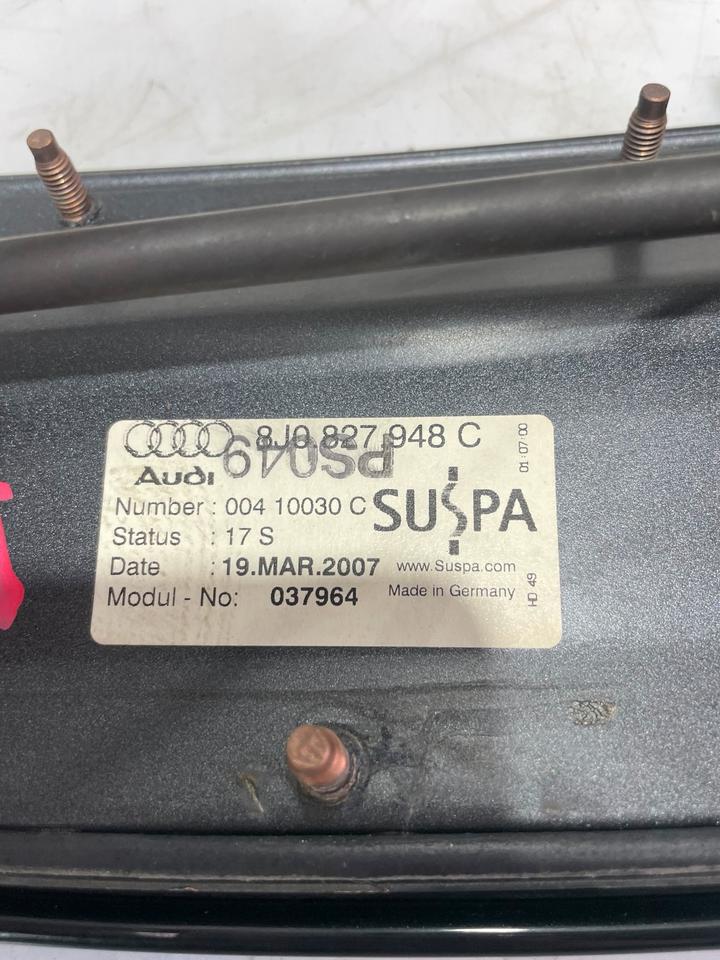 8J0 827 948 C
PS049
Audi
Number : 004 10030 C
SUSPA
Status : 17 S
Date : 19.MAR.2007
www.Suspa.com
Modul - No: 037964
Made in Germany
01:07:00
HD 49